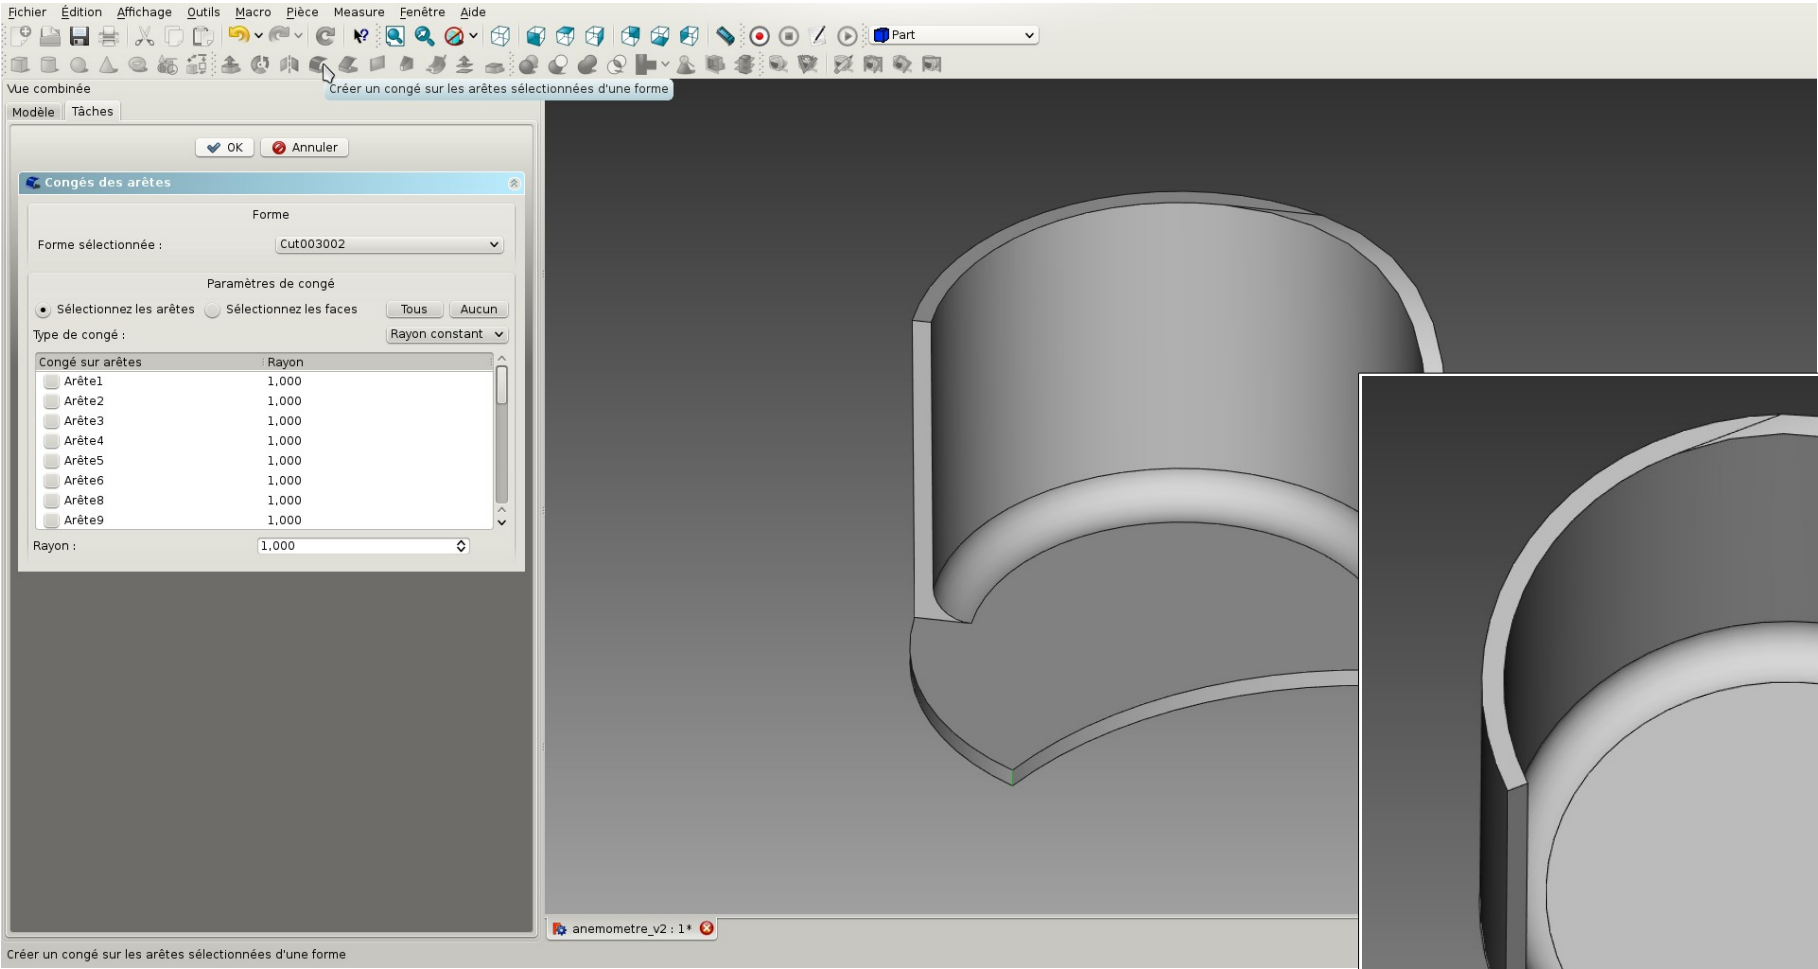 Fichier Édition Affichage Outils Macro Pièce Measure Fenêtre Aide
Part
Vue combinée
Créer un congé sur les arêtes sélectionnées d'une forme
Modèle Tâches
OK Annuler
Congés des arêtes
Forme
Forme sélectionnée : Cut003002
Paramètres de congé
Sélectionnez les arêtes Sélectionnez les faces Tous Aucun
Type de congé : Rayon constant
Congé sur arêtes Rayon
Arête1 1,000
Arête2 1,000
Arête3 1,000
Arête4 1,000
Arête5 1,000
Arête6 1,000
Arête8 1,000
Arête9 1,000
Rayon : 1,000
anemometre_v2 : 1*
Créer un congé sur les arêtes sélectionnées d'une forme